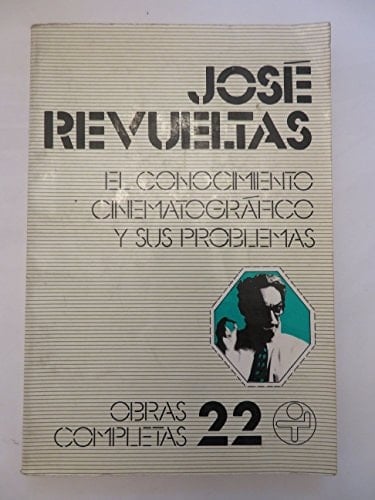 JOSÉ
REVUELTAS
EL CONOCIMIENTO
CINEMATOGRÁFICO
Y SUS PROBLEMAS
OBRAS
COMPLETAS 22